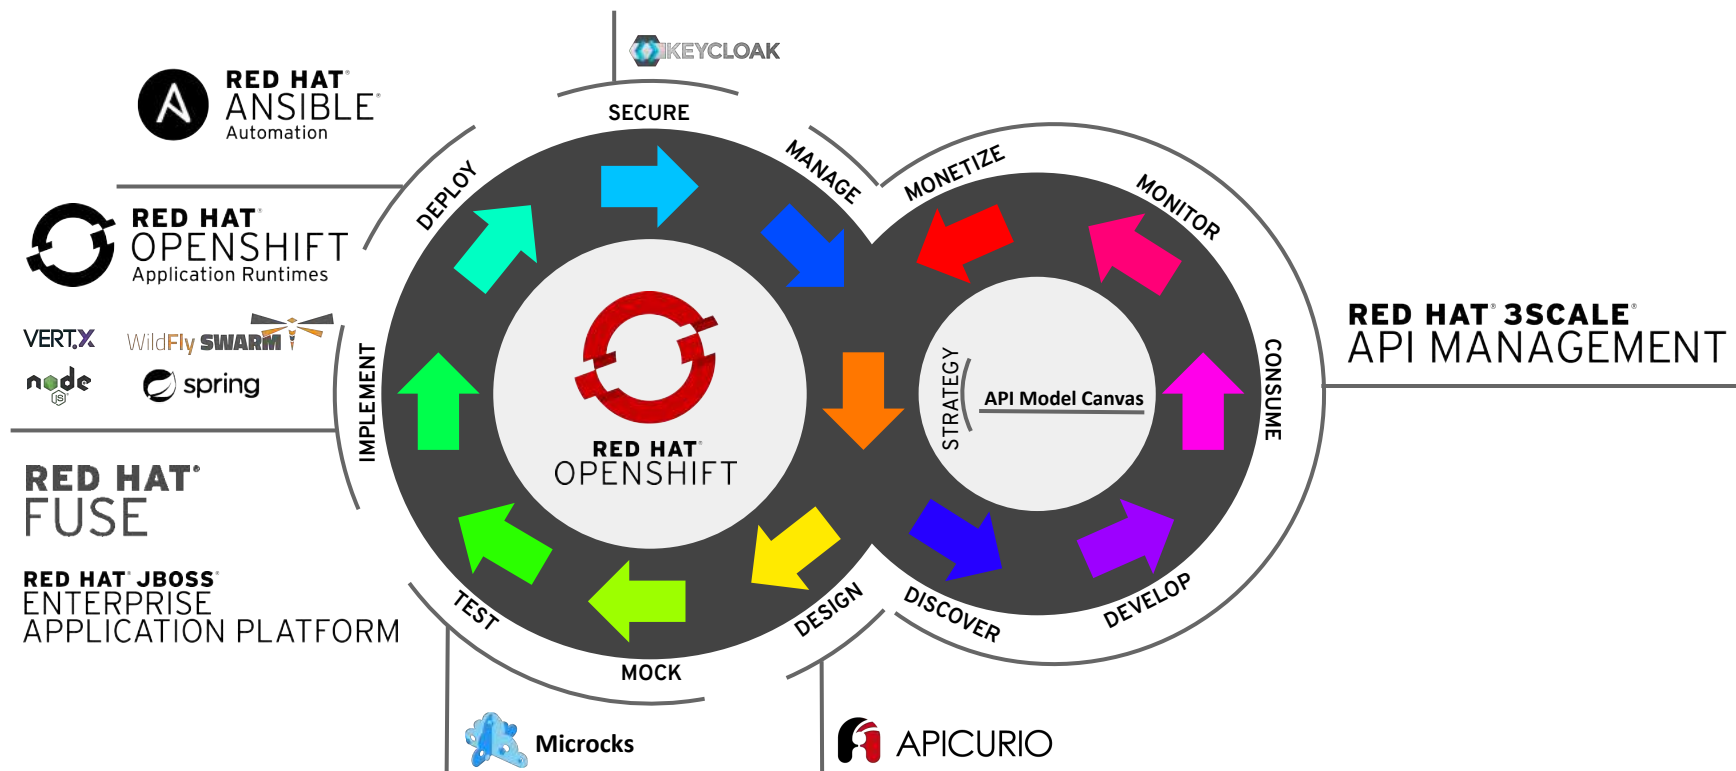 KEYCLOAK
RED HAT®
ANSIBLE®
Automation
SECURE
MANAGE
MONETIZE
MONITOR
DEPLOY
RED HAT®
OPENSHIFT
Application Runtimes
VERT.X
WildFly SWARM
node
JS
spring
IMPLEMENT
RED HAT®
OPENSHIFT
STRATEGY
API Model Canvas
CONSUME
RED HAT® 3SCALE®
API MANAGEMENT
RED HAT®
FUSE
RED HAT® JBOSS®
ENTERPRISE
APPLICATION PLATFORM
TEST
MOCK
DESIGN
DISCOVER
DEVELOP
Microcks
APICURIO